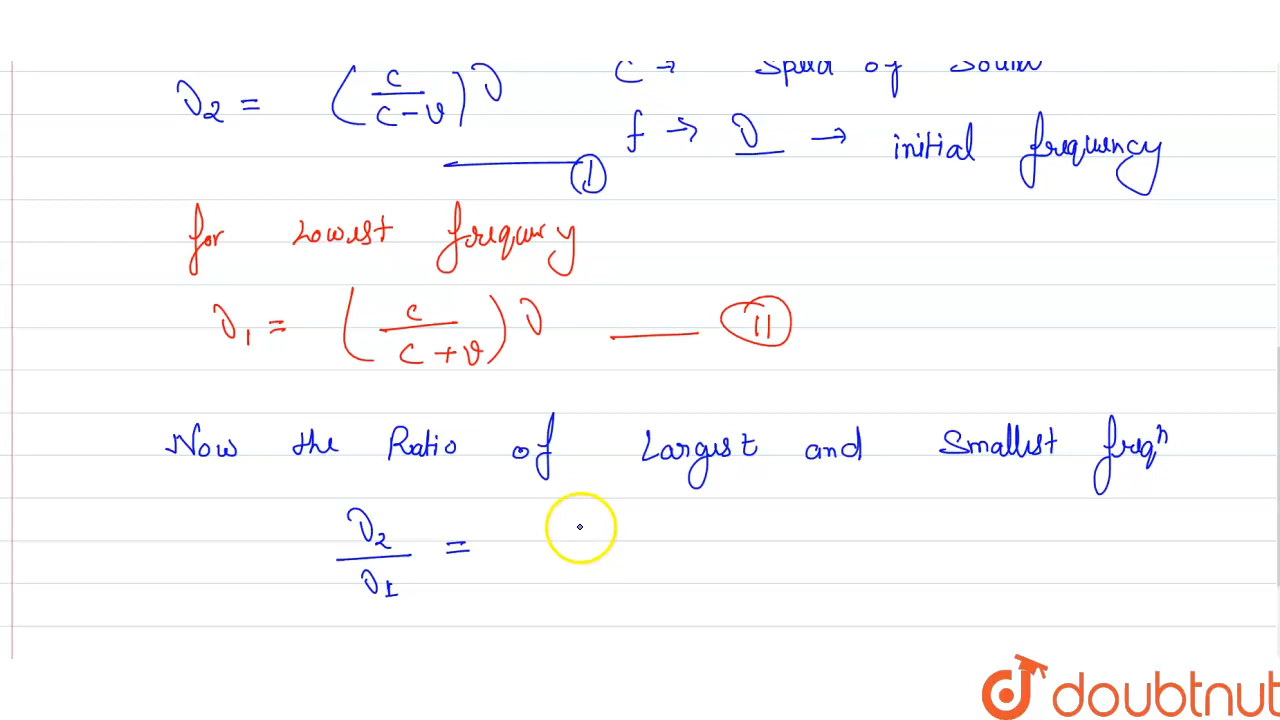 ν₂ = (c / c-v) ν
c → speed of sound
f → ν → initial frequency
I
for Lowest frequency
ν₁ = (c / c+v) ν —— II
Now the Ratio of Largest and Smallest freqⁿ
ν₂ / ν₁ =
doubtnut